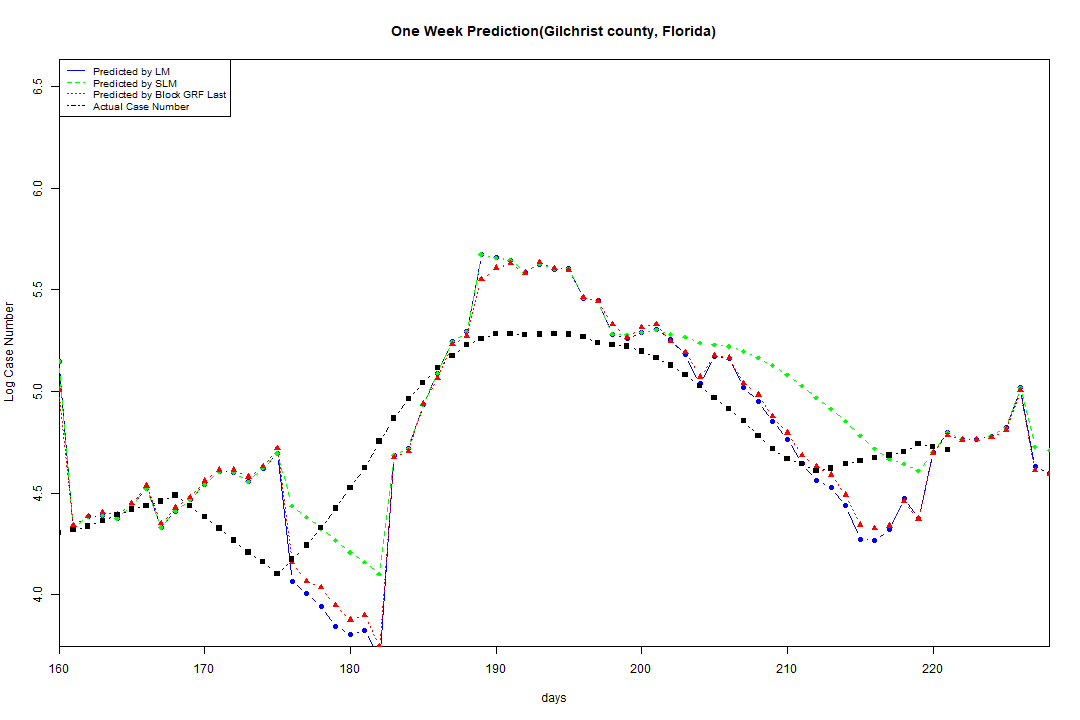 One Week Prediction(Gilchrist county, Florida)
Predicted by LM
Predicted by SLM
Predicted by Block GRF Last
Actual Case Number
Log Case Number
6.5
6.0
5.5
5.0
4.5
4.0
160 170 180 190 200 210 220
days